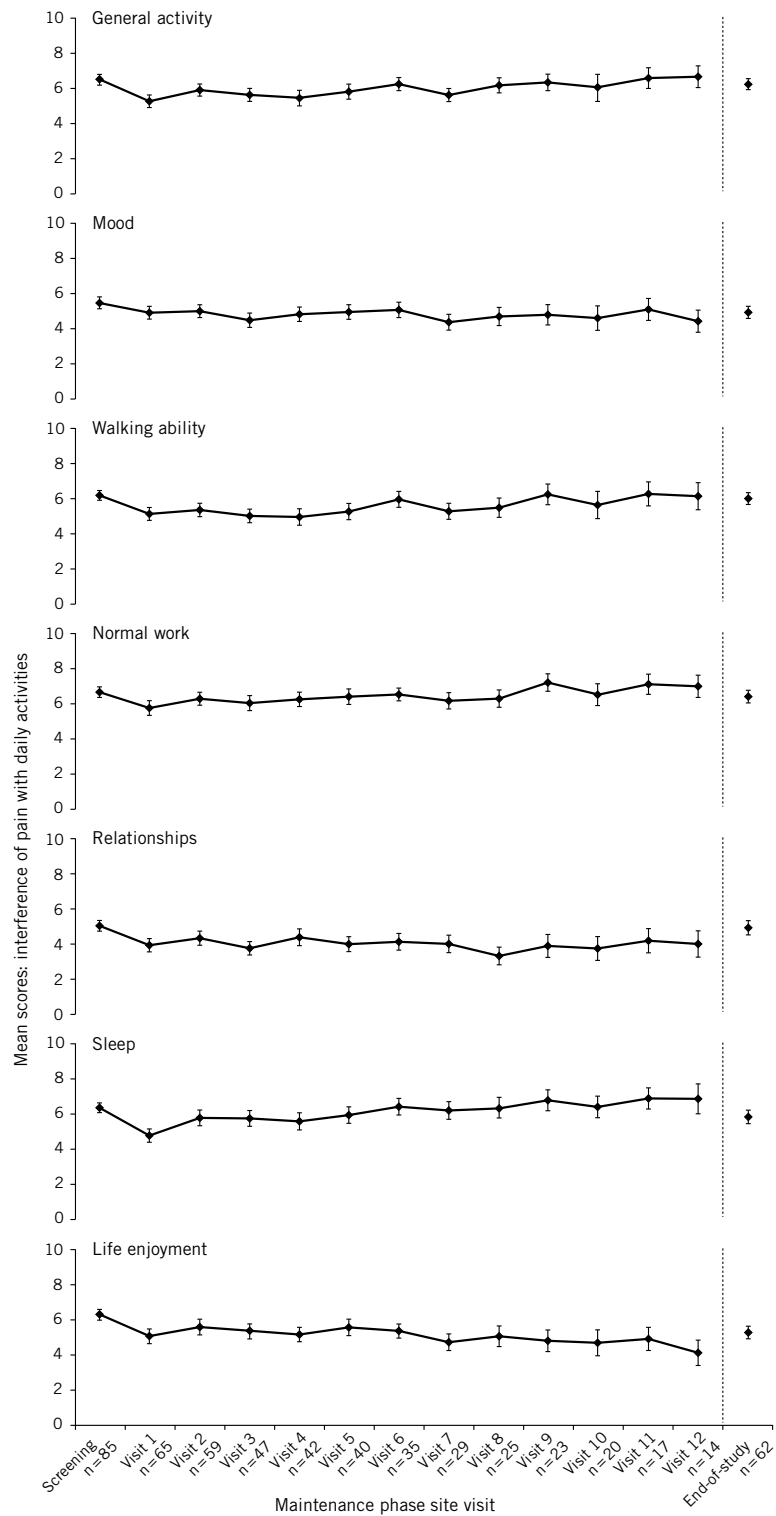 General activity
10
8
6
4
2
0
Mood
10
8
6
4
2
0
Walking ability
10
8
6
4
2
0
Normal work
10
8
6
4
2
0
Relationships
10
8
6
4
2
0
Sleep
10
8
6
4
2
0
Life enjoyment
10
8
6
4
2
0
Mean scores: interference of pain with daily activities
Screening
n=85
Visit 1
n=65
Visit 2
n=59
Visit 3
n=47
Visit 4
n=42
Visit 5
n=40
Visit 6
n=35
Visit 7
n=29
Visit 8
n=25
Visit 9
n=23
Visit 10
n=20
Visit 11
n=17
Visit 12
n=14
End-of-study
n=62
Maintenance phase site visit